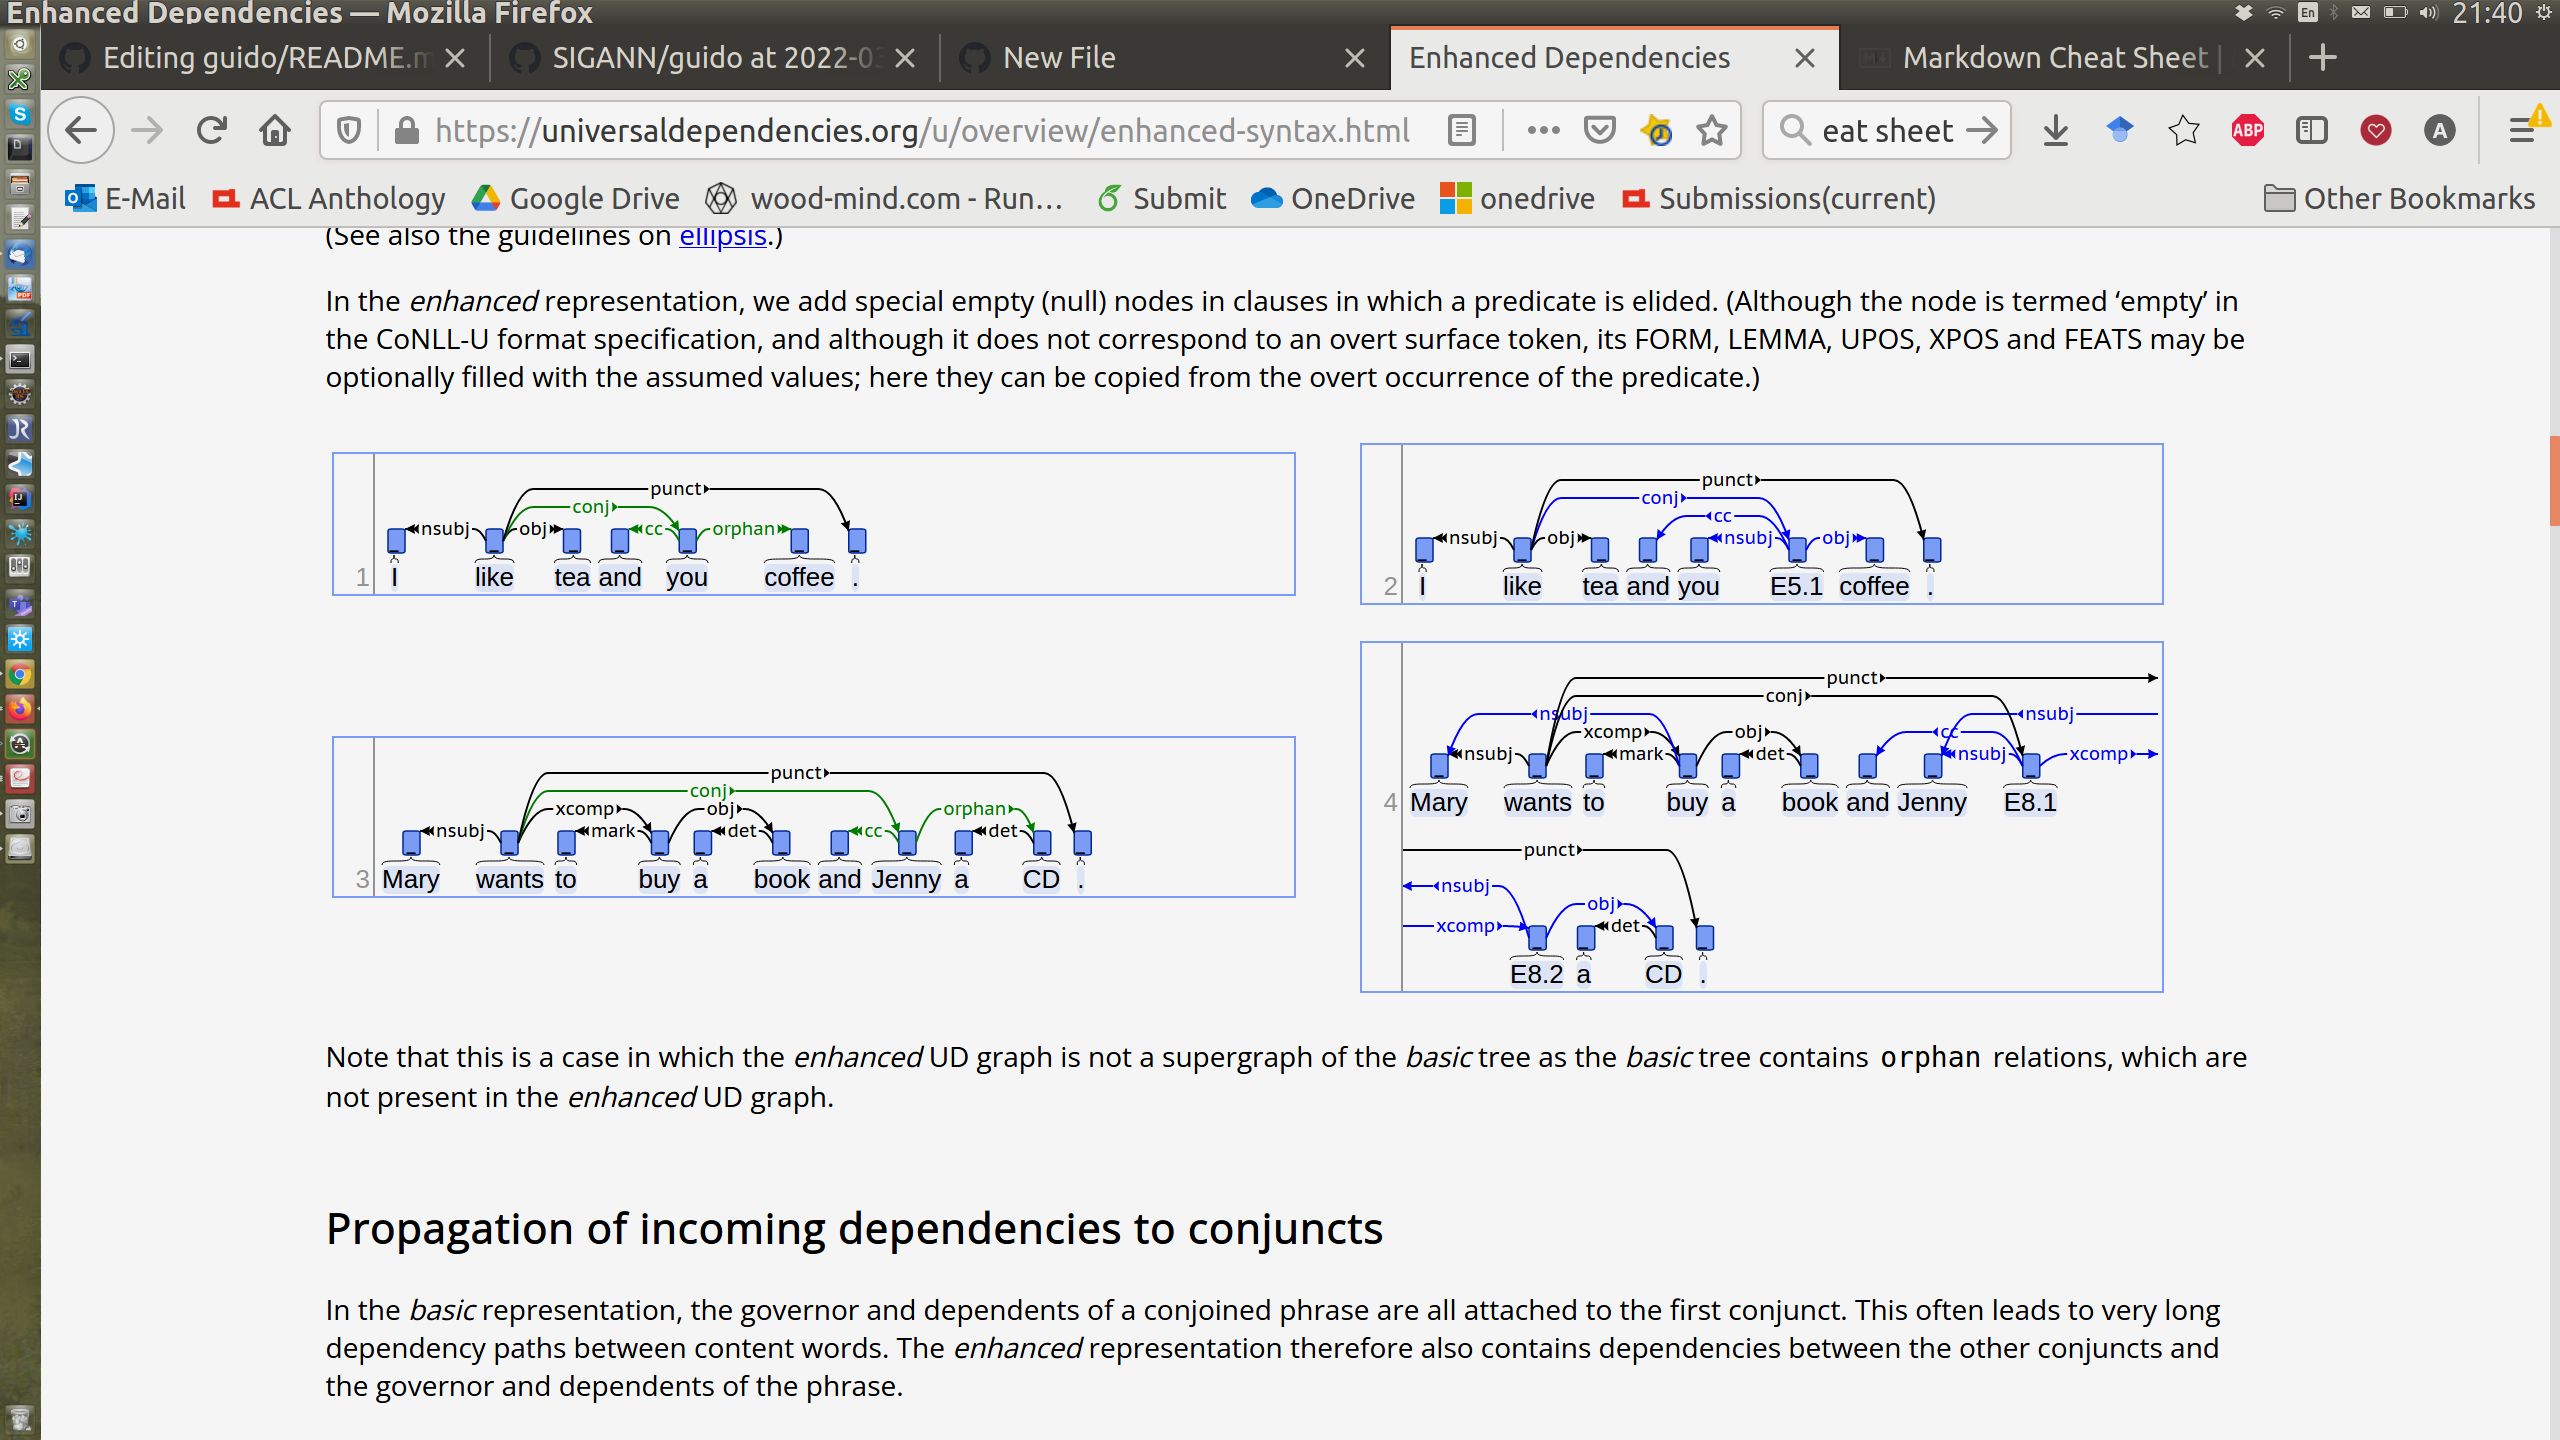 Enhanced Dependencies — Mozilla Firefox
En
21:40
Editing guido/README.m
SIGANN/guido at 2022-03
New File
Enhanced Dependencies
Markdown Cheat Sheet |
https://universaldependencies.org/u/overview/enhanced-syntax.html
eat sheet
ABP
A
E-Mail
ACL Anthology
Google Drive
wood-mind.com - Run...
Submit
OneDrive
onedrive
Submissions(current)
Other Bookmarks
(See also the guidelines on ellipsis.)
In the enhanced representation, we add special empty (null) nodes in clauses in which a predicate is elided. (Although the node is termed ‘empty’ in
the CoNLL-U format specification, and although it does not correspond to an overt surface token, its FORM, LEMMA, UPOS, XPOS and FEATS may be
optionally filled with the assumed values; here they can be copied from the overt occurrence of the predicate.)
punct
conj
nsubj obj cc orphan
1 I like tea and you coffee .
punct
conj
cc
nsubj obj nsubj obj
2 I like tea and you E5.1 coffee .
punct
conj
xcomp obj orphan
nsubj mark det cc det
3 Mary wants to buy a book and Jenny a CD .
punct
conj
nsubj nsubj
xcomp obj cc
nsubj mark det nsubj xcomp
4 Mary wants to buy a book and Jenny E8.1
punct
nsubj
obj
xcomp det
E8.2 a CD .
Note that this is a case in which the enhanced UD graph is not a supergraph of the basic tree as the basic tree contains orphan relations, which are
not present in the enhanced UD graph.
Propagation of incoming dependencies to conjuncts
In the basic representation, the governor and dependents of a conjoined phrase are all attached to the first conjunct. This often leads to very long
dependency paths between content words. The enhanced representation therefore also contains dependencies between the other conjuncts and
the governor and dependents of the phrase.